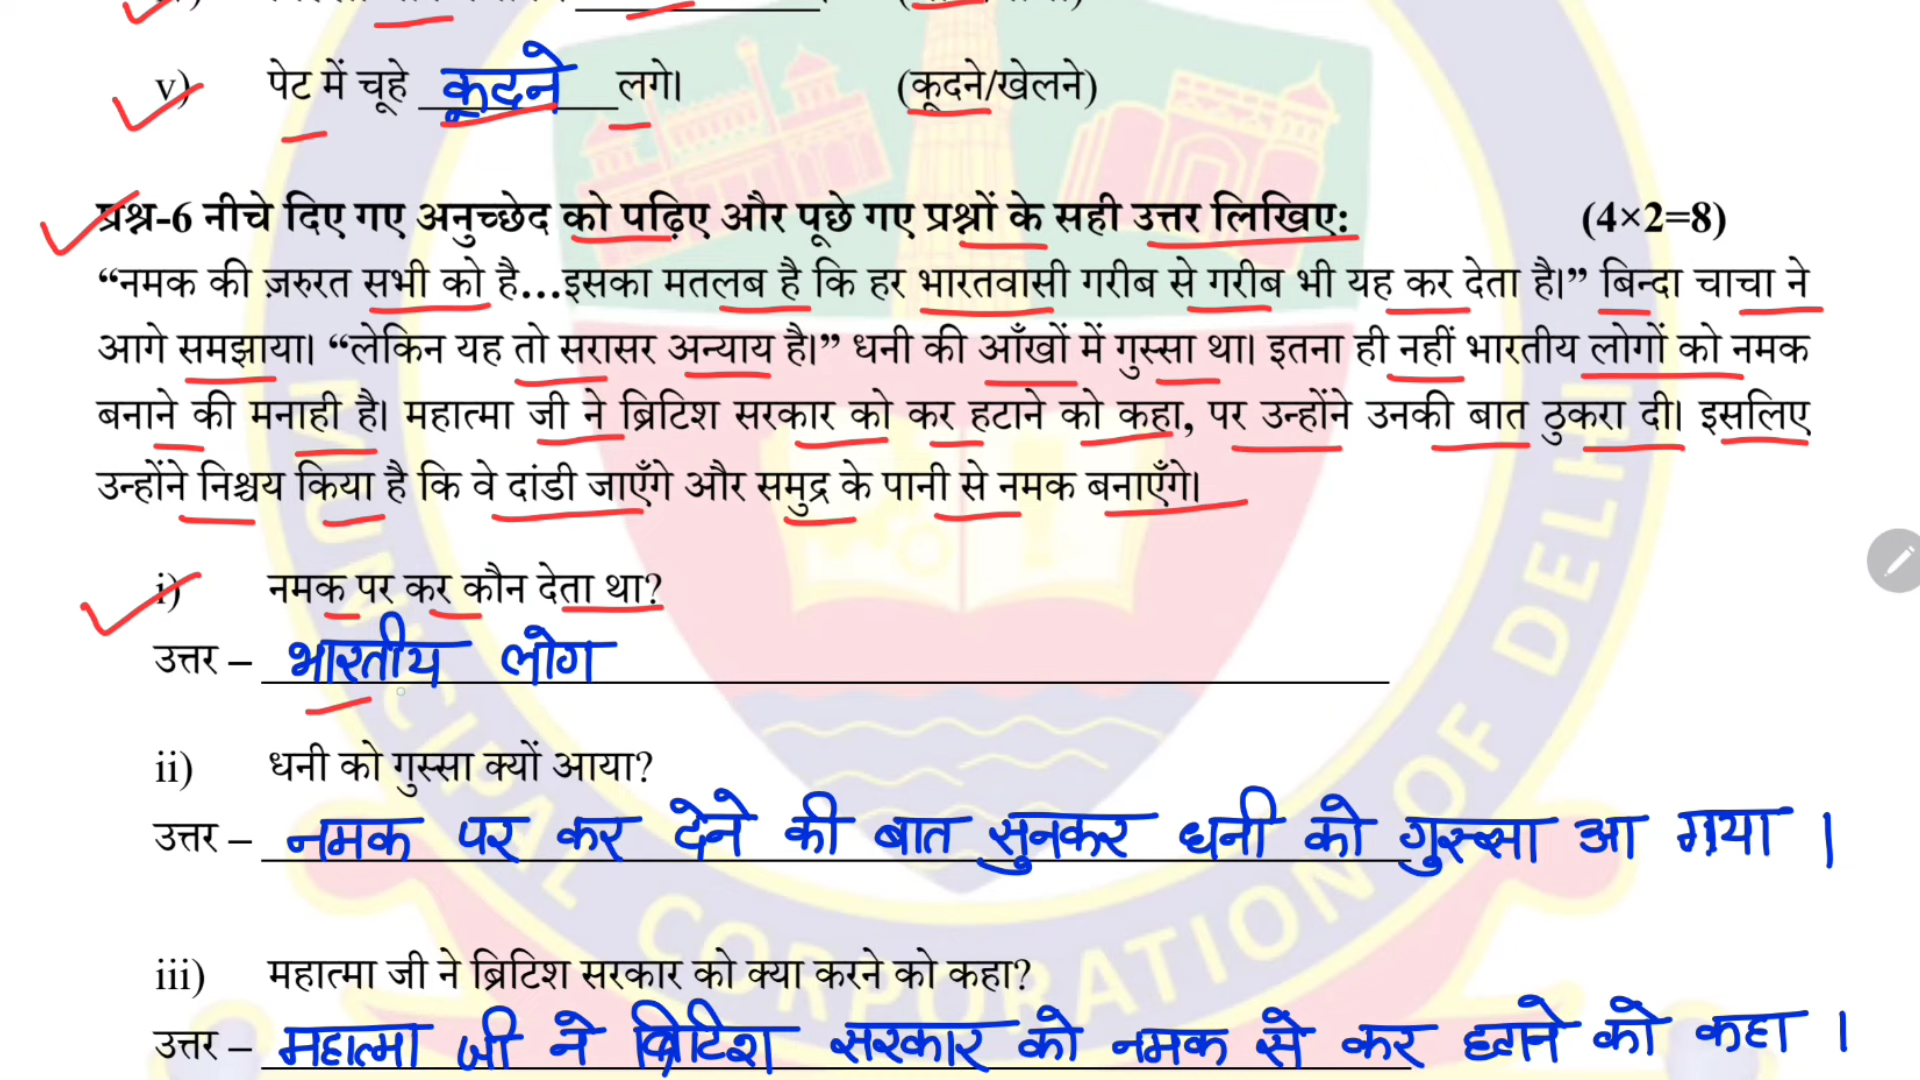 v) पेट में चूहे कूदने लगे। (कूदने/खेलने)
प्रश्न-6 नीचे दिए गए अनुच्छेद को पढ़िए और पूछे गए प्रश्नों के सही उत्तर लिखिए: (4×2=8)
“नमक की ज़रुरत सभी को है...इसका मतलब है कि हर भारतवासी गरीब से गरीब भी यह कर देता है।” बिन्दा चाचा ने
आगे समझाया। “लेकिन यह तो सरासर अन्याय है।” धनी की आँखों में गुस्सा था। इतना ही नहीं भारतीय लोगों को नमक
बनाने की मनाही है। महात्मा जी ने ब्रिटिश सरकार को कर हटाने को कहा, पर उन्होंने उनकी बात ठुकरा दी। इसलिए
उन्होंने निश्चय किया है कि वे दांडी जाएँगे और समुद्र के पानी से नमक बनाएँगे।
i) नमक पर कर कौन देता था?
उत्तर – भारतीय लोग
ii) धनी को गुस्सा क्यों आया?
उत्तर – नमक पर कर देने की बात सुनकर धनी को गुस्सा आ गया ।
iii) महात्मा जी ने ब्रिटिश सरकार को क्या करने को कहा?
उत्तर – महात्मा जी ने ब्रिटिश सरकार को नमक से कर हटाने को कहा ।
MUNICIPAL CORPORATION OF DELHI